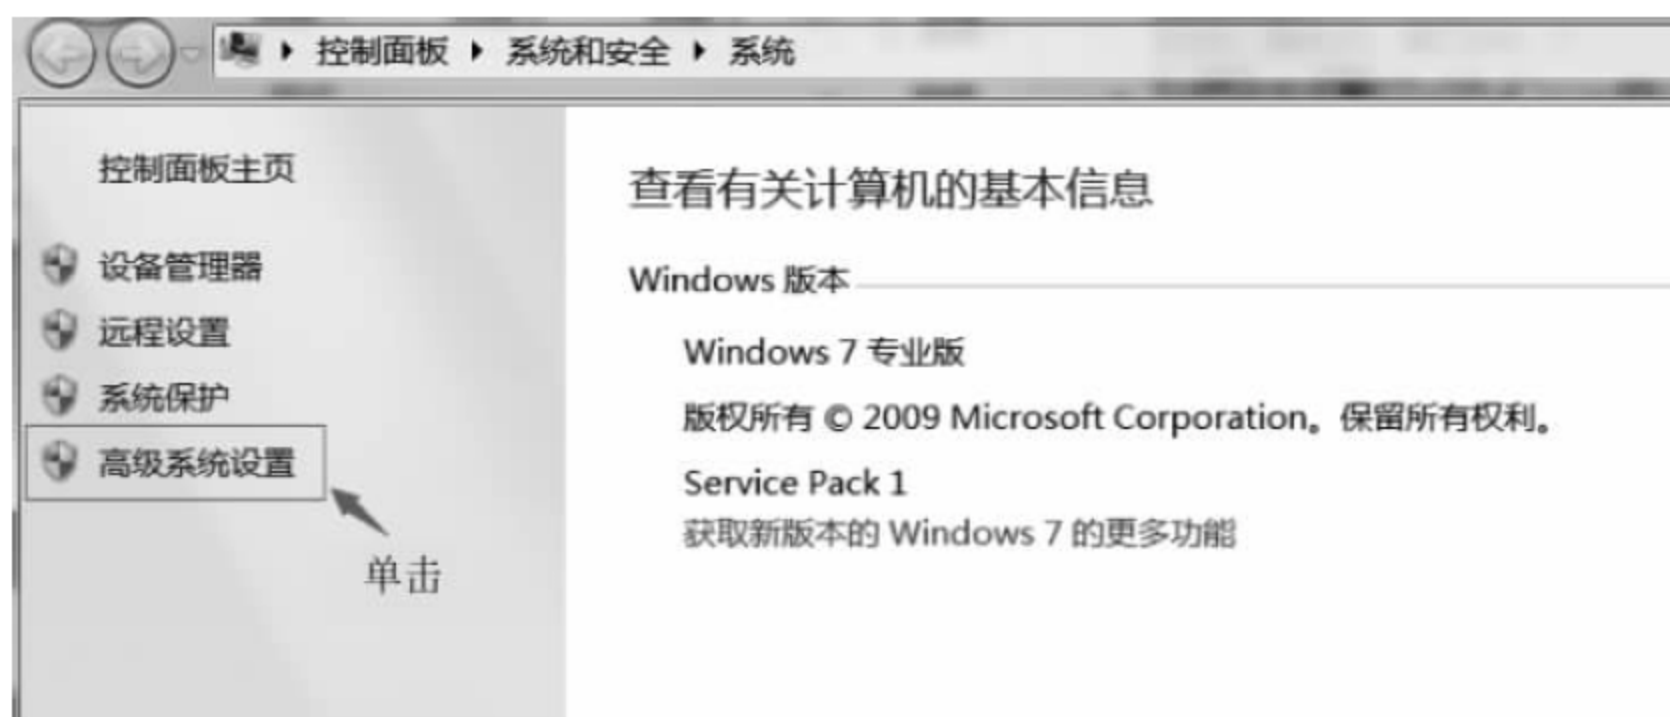 控制面板 ▶ 系统和安全 ▶ 系统
控制面板主页
设备管理器
远程设置
系统保护
高级系统设置
单击
查看有关计算机的基本信息
Windows 版本
Windows 7 专业版
版权所有 © 2009 Microsoft Corporation。保留所有权利。
Service Pack 1
获取新版本的 Windows 7 的更多功能